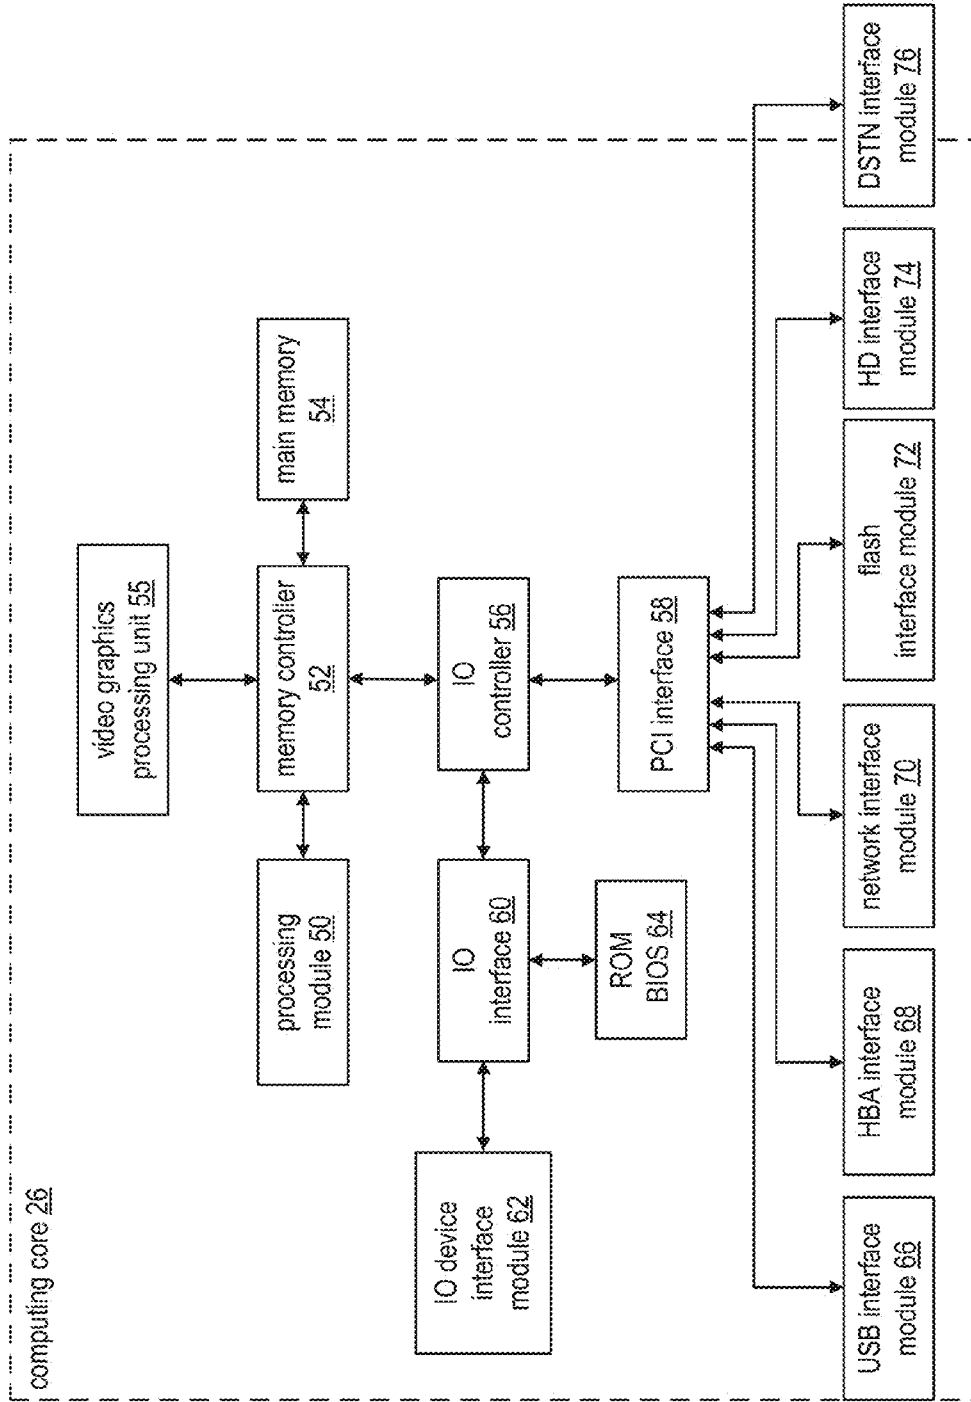 computing core 26
video graphics
processing unit 55
processing
module 50
memory controller
52
main memory
54
IO device
interface
module 62
IO
interface 60
IO
controller 56
ROM
BIOS 64
PCI interface 58
USB interface
module 66
HBA interface
module 68
network interface
module 70
flash
interface module 72
HD interface
module 74
DSTN interface
module 76